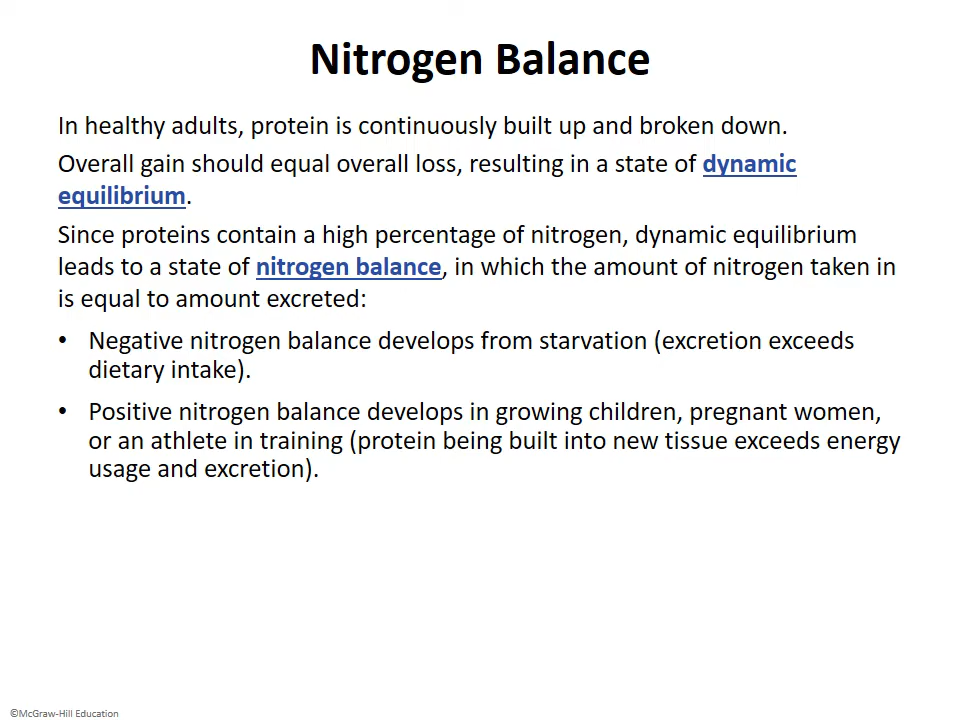 Nitrogen Balance
In healthy adults, protein is continuously built up and broken down.
Overall gain should equal overall loss, resulting in a state of dynamic
equilibrium.
Since proteins contain a high percentage of nitrogen, dynamic equilibrium
leads to a state of nitrogen balance, in which the amount of nitrogen taken in
is equal to amount excreted:
• Negative nitrogen balance develops from starvation (excretion exceeds
dietary intake).
• Positive nitrogen balance develops in growing children, pregnant women,
or an athlete in training (protein being built into new tissue exceeds energy
usage and excretion).
©McGraw-Hill Education